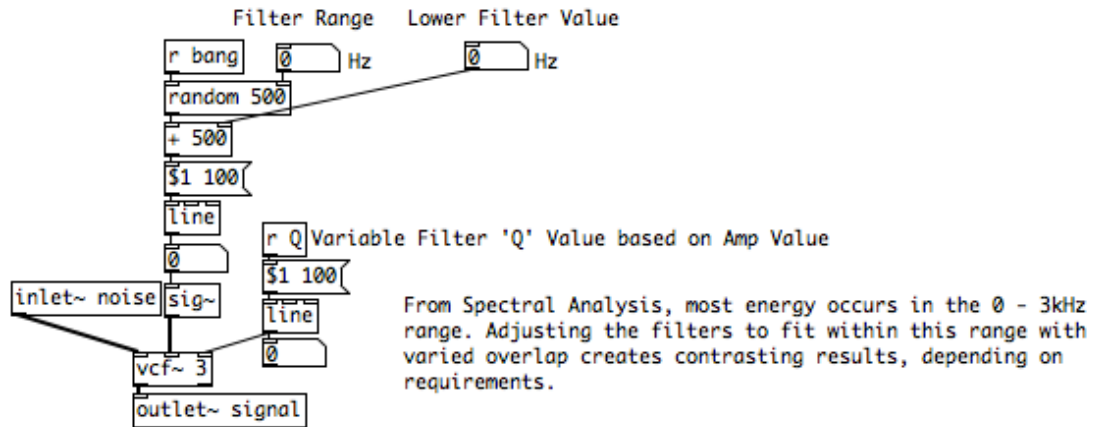 Filter Range Lower Filter Value
r bang
0 Hz
0 Hz
random 500
+ 500
$1 100
line
0
r Q Variable Filter 'Q' Value based on Amp Value
$1 100
inlet~ noise
sig~
line
0
From Spectral Analysis, most energy occurs in the 0 - 3kHz
range. Adjusting the filters to fit within this range with
varied overlap creates contrasting results, depending on
requirements.
vcf~ 3
outlet~ signal